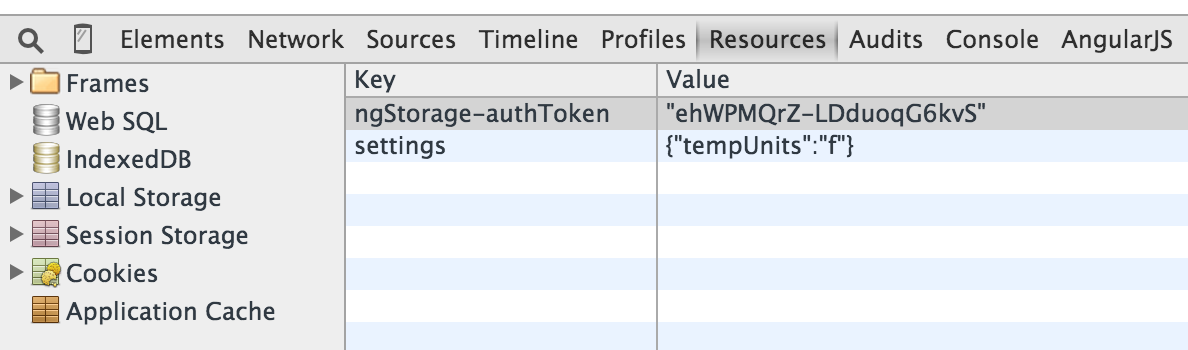 Elements Network Sources Timeline Profiles Resources Audits Console AngularJS
Frames
Web SQL
IndexedDB
Local Storage
Session Storage
Cookies
Application Cache
Key Value
ngStorage-authToken "ehWPMQrZ-LDduoqG6kvS"
settings {"tempUnits":"f"}